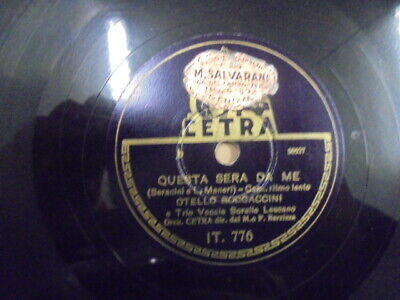 M. SALVARANI
CETRA
50927
QUESTA SERA DA ME
(Seracini e L. Maneri) - Canz. ritmo lento
OTELLO BOCCACCINI
e Trio Vocale Sorelle Lescano
Orch. CETRA dir. dal M.o P. Barzizza
IT. 776